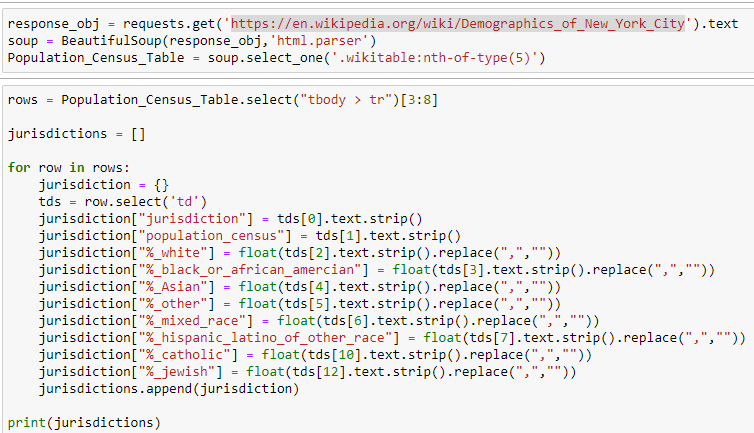 response_obj = requests.get('https://en.wikipedia.org/wiki/Demographics_of_New_York_City').text
soup = BeautifulSoup(response_obj,'html.parser')
Population_Census_Table = soup.select_one('.wikitable:nth-of-type(5)')
rows = Population_Census_Table.select("tbody > tr")[3:8]
jurisdictions = []
for row in rows:
    jurisdiction = {}
    tds = row.select('td')
    jurisdiction["jurisdiction"] = tds[0].text.strip()
    jurisdiction["population_census"] = tds[1].text.strip()
    jurisdiction["%_white"] = float(tds[2].text.strip().replace(",",""))
    jurisdiction["%_black_or_african_amercian"] = float(tds[3].text.strip().replace(",",""))
    jurisdiction["%_Asian"] = float(tds[4].text.strip().replace(",",""))
    jurisdiction["%_other"] = float(tds[5].text.strip().replace(",",""))
    jurisdiction["%_mixed_race"] = float(tds[6].text.strip().replace(",",""))
    jurisdiction["%_hispanic_latino_of_other_race"] = float(tds[7].text.strip().replace(",",""))
    jurisdiction["%_catholic"] = float(tds[10].text.strip().replace(",",""))
    jurisdiction["%_jewish"] = float(tds[12].text.strip().replace(",",""))
    jurisdictions.append(jurisdiction)
print(jurisdictions)